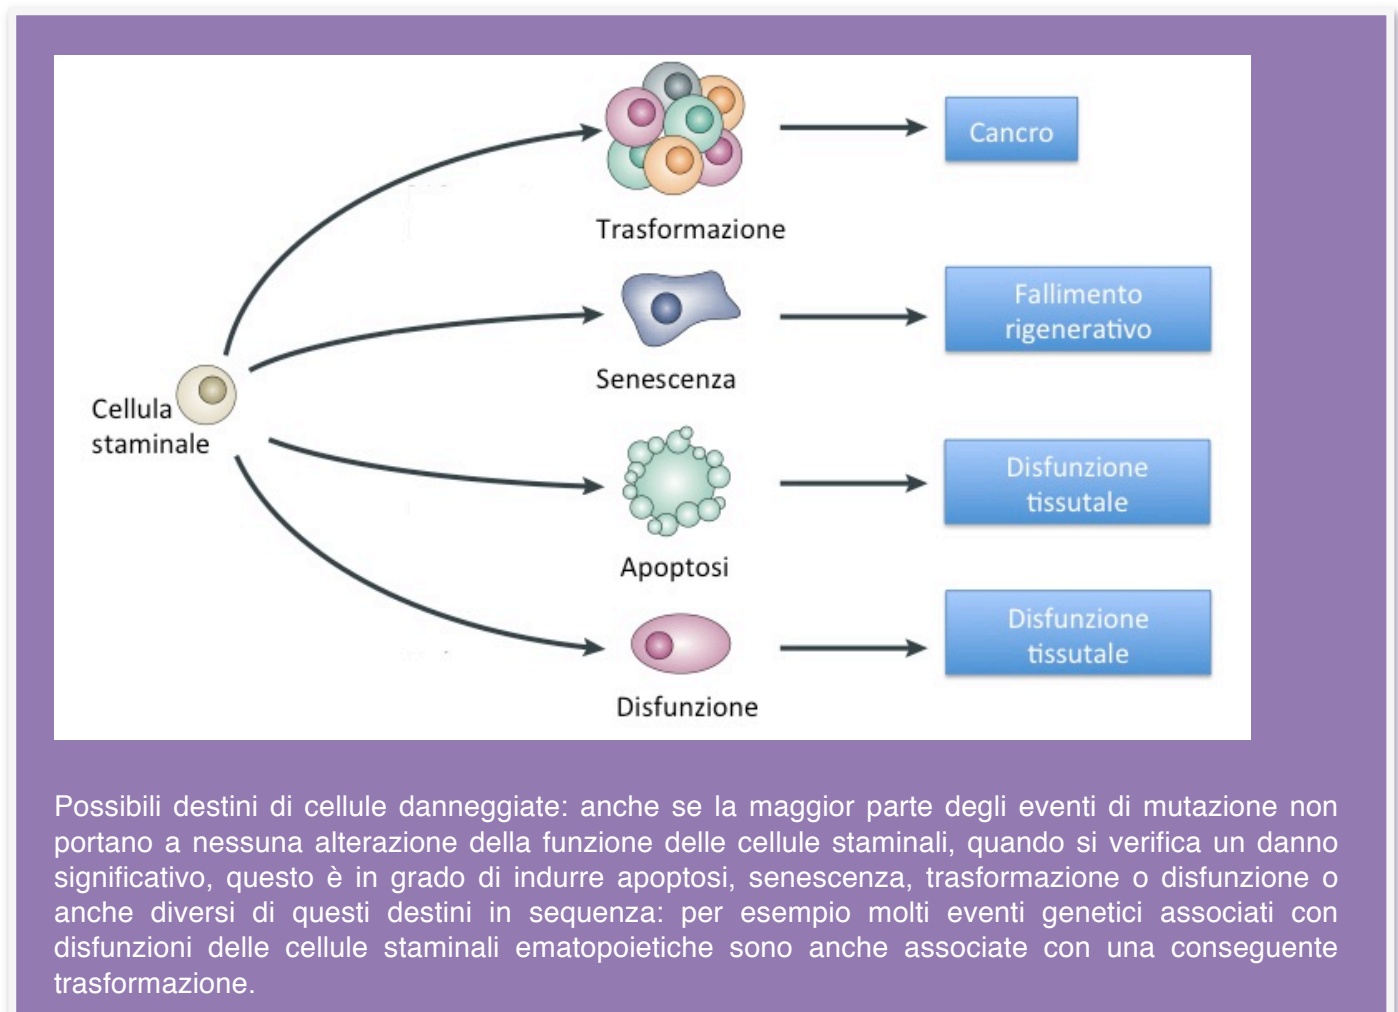 Cancro
Trasformazione
Fallimento
rigenerativo
Senescenza
Cellula
staminale
Disfunzione
tissutale
Apoptosi
Disfunzione
tissutale
Disfunzione
Possibili destini di cellule danneggiate: anche se la maggior parte degli eventi di mutazione non
portano a nessuna alterazione della funzione delle cellule staminali, quando si verifica un danno
significativo, questo è in grado di indurre apoptosi, senescenza, trasformazione o disfunzione o
anche diversi di questi destini in sequenza: per esempio molti eventi genetici associati con
disfunzioni delle cellule staminali ematopoietiche sono anche associate con una conseguente
trasformazione.